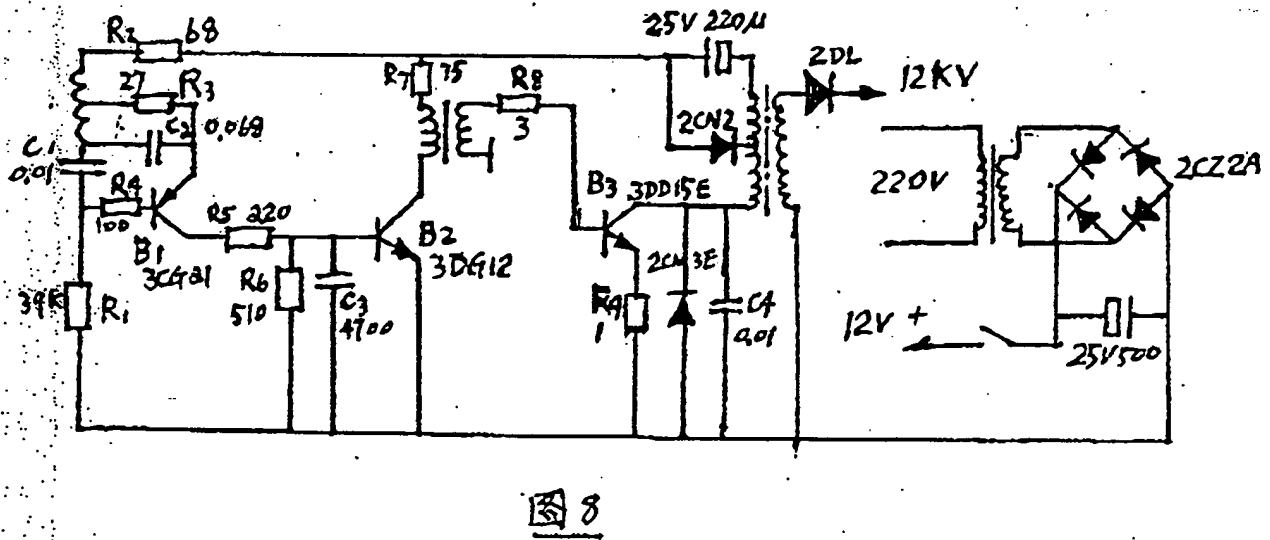 R2 68
27 R3
C2 0.068
C1
0.01
R4
100
B1
3CG21
R5 220
R6
510
C3
4700
39K R1
R7 75
B2
3DG12
R8
3
25V 220μ
2CN2
B3 3DD15E
R9
1
2CN3E
C4
0.01
2DL
12KV
220V
2CZ2A
12V +
25V500
图 8